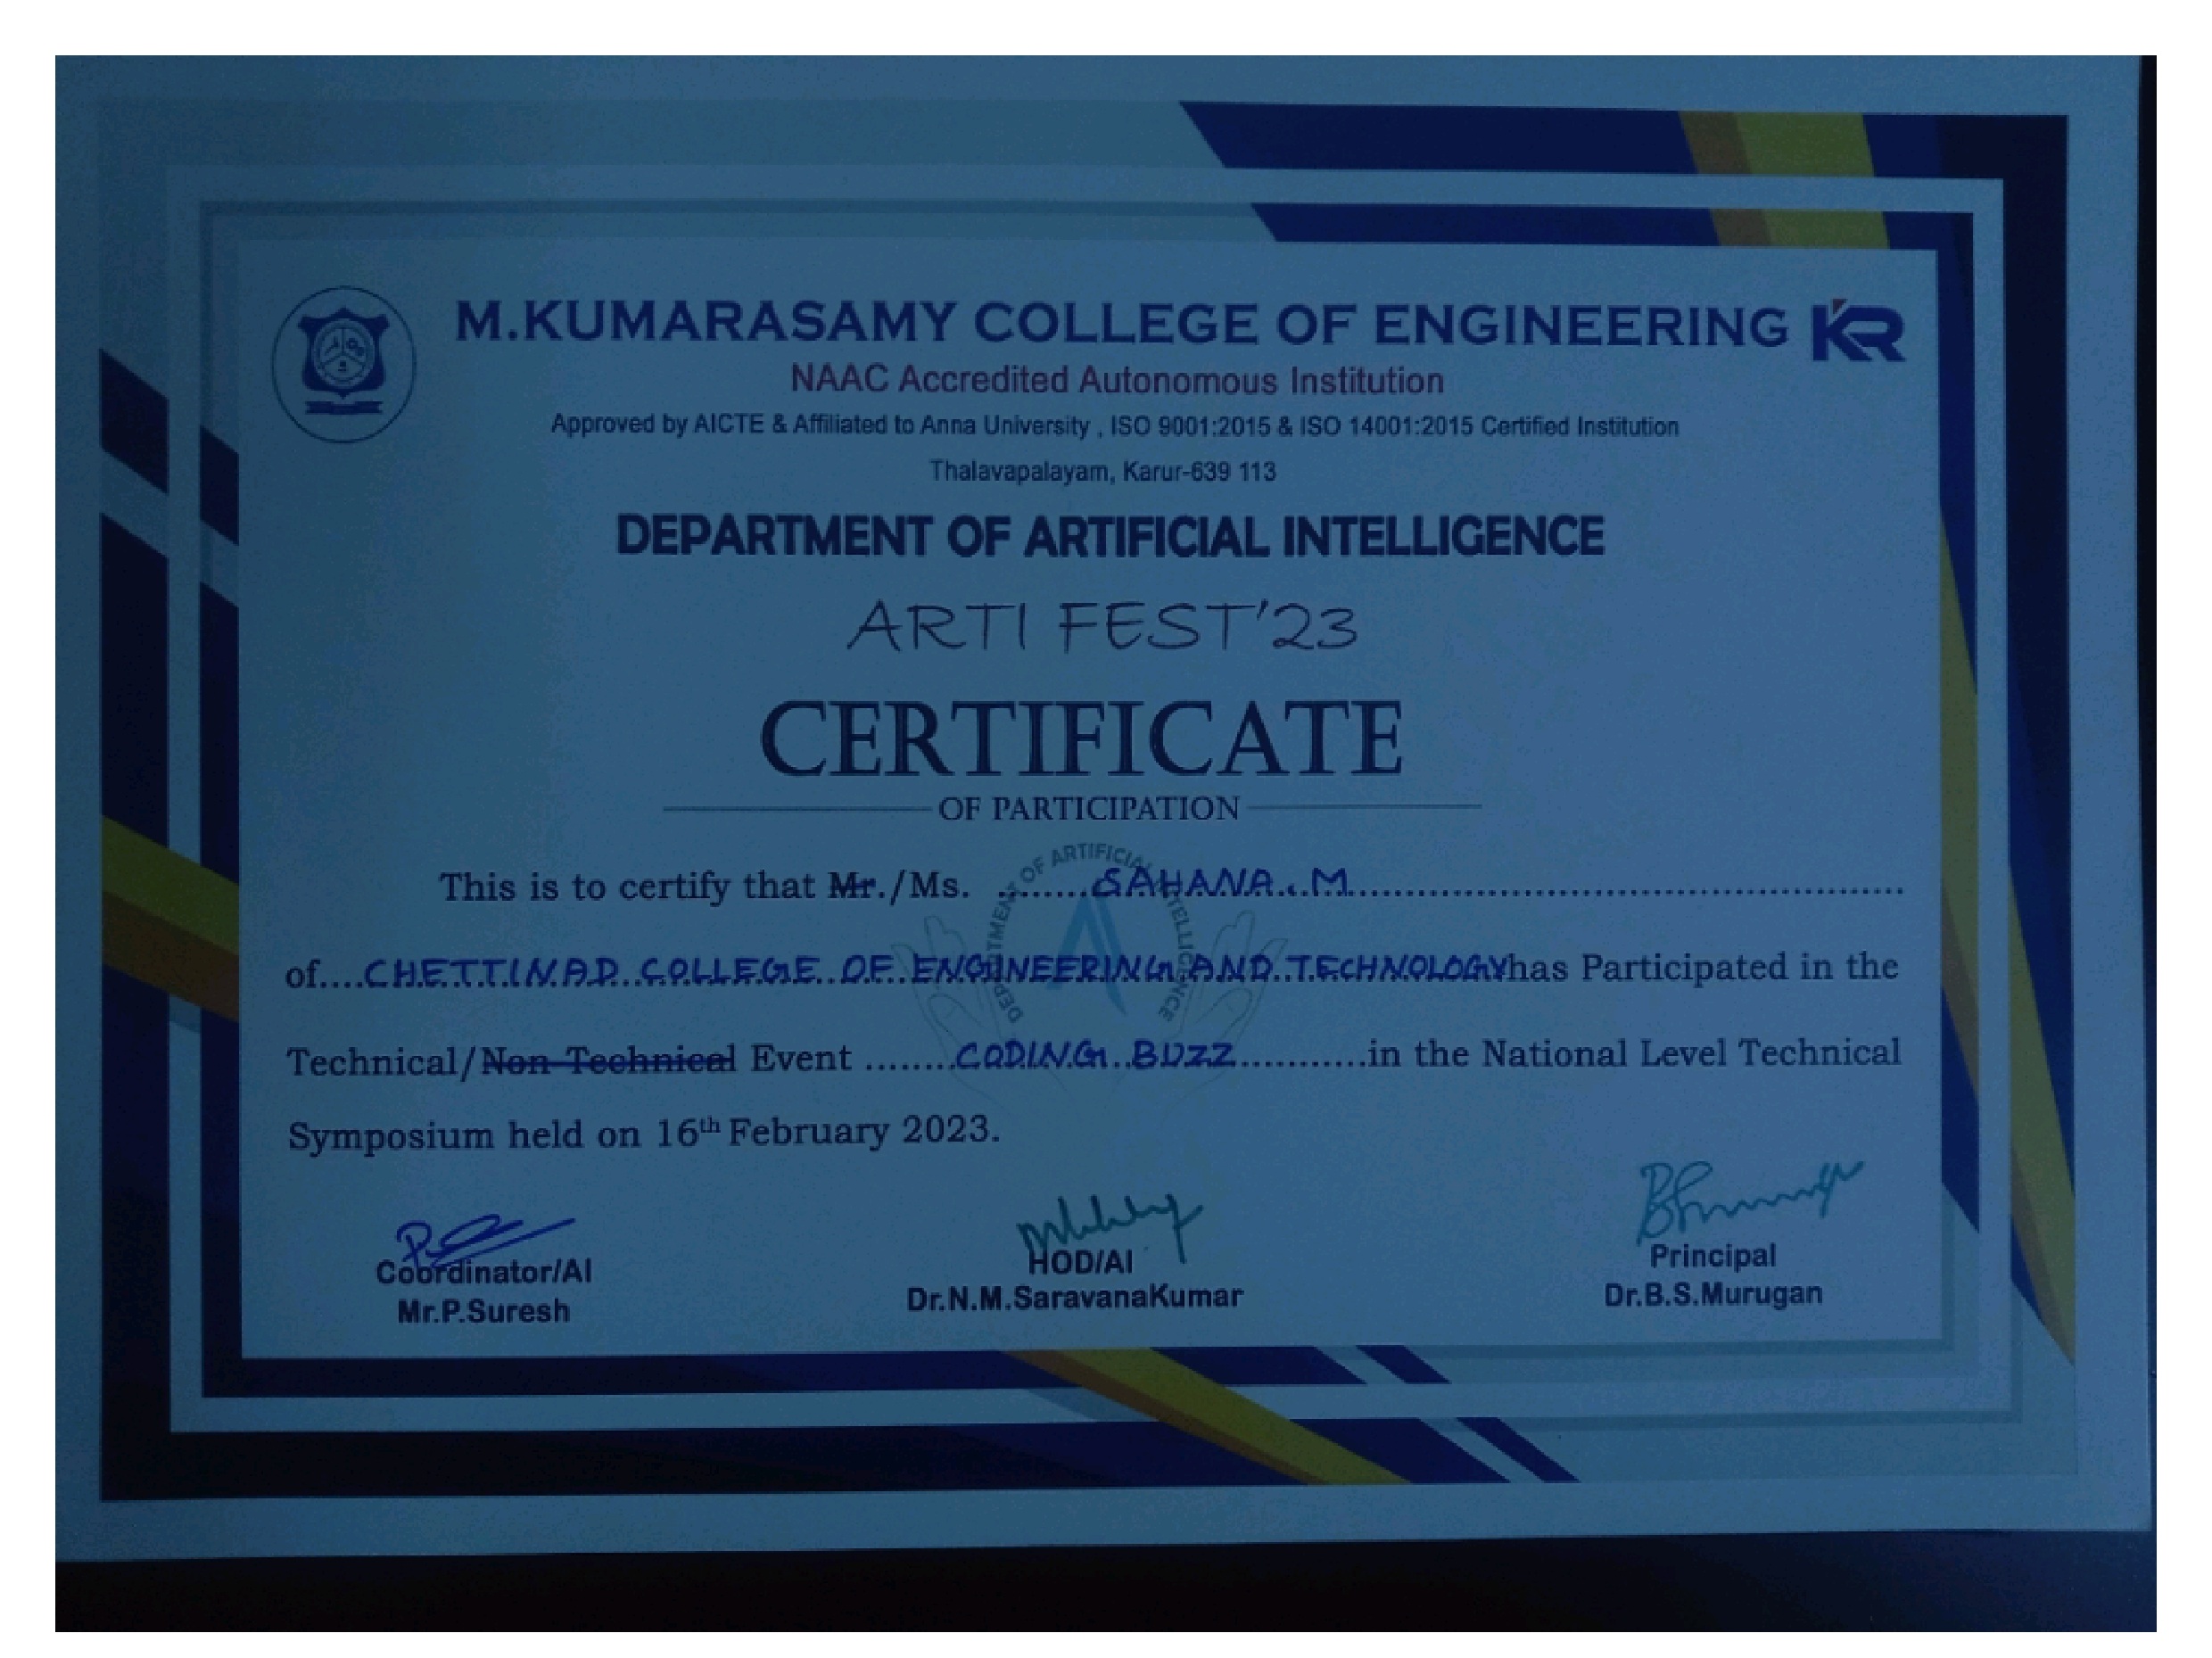 M.KUMARASAMY COLLEGE OF ENGINEERING KR
NAAC Accredited Autonomous Institution
Approved by AICTE & Affiliated to Anna University , ISO 9001:2015 & ISO 14001:2015 Certified Institution
Thalavapalayam, Karur-639 113
DEPARTMENT OF ARTIFICIAL INTELLIGENCE
ARTI FEST'23
CERTIFICATE
OF PARTICIPATION
DEPARTMENT OF ARTIFICIAL INTELLIGENCE
This is to certify that Mr./Ms. ........SAHANA.M........
of....CHETTINAD COLLEGE OF ENGINEERING AND TECHNOLOGY has Participated in the
Technical/Non Technical Event ........CODING BUZZ............in the National Level Technical
Symposium held on 16th February 2023.
Coordinator/AI
Mr.P.Suresh
HOD/AI
Dr.N.M.SaravanaKumar
Principal
Dr.B.S.Murugan